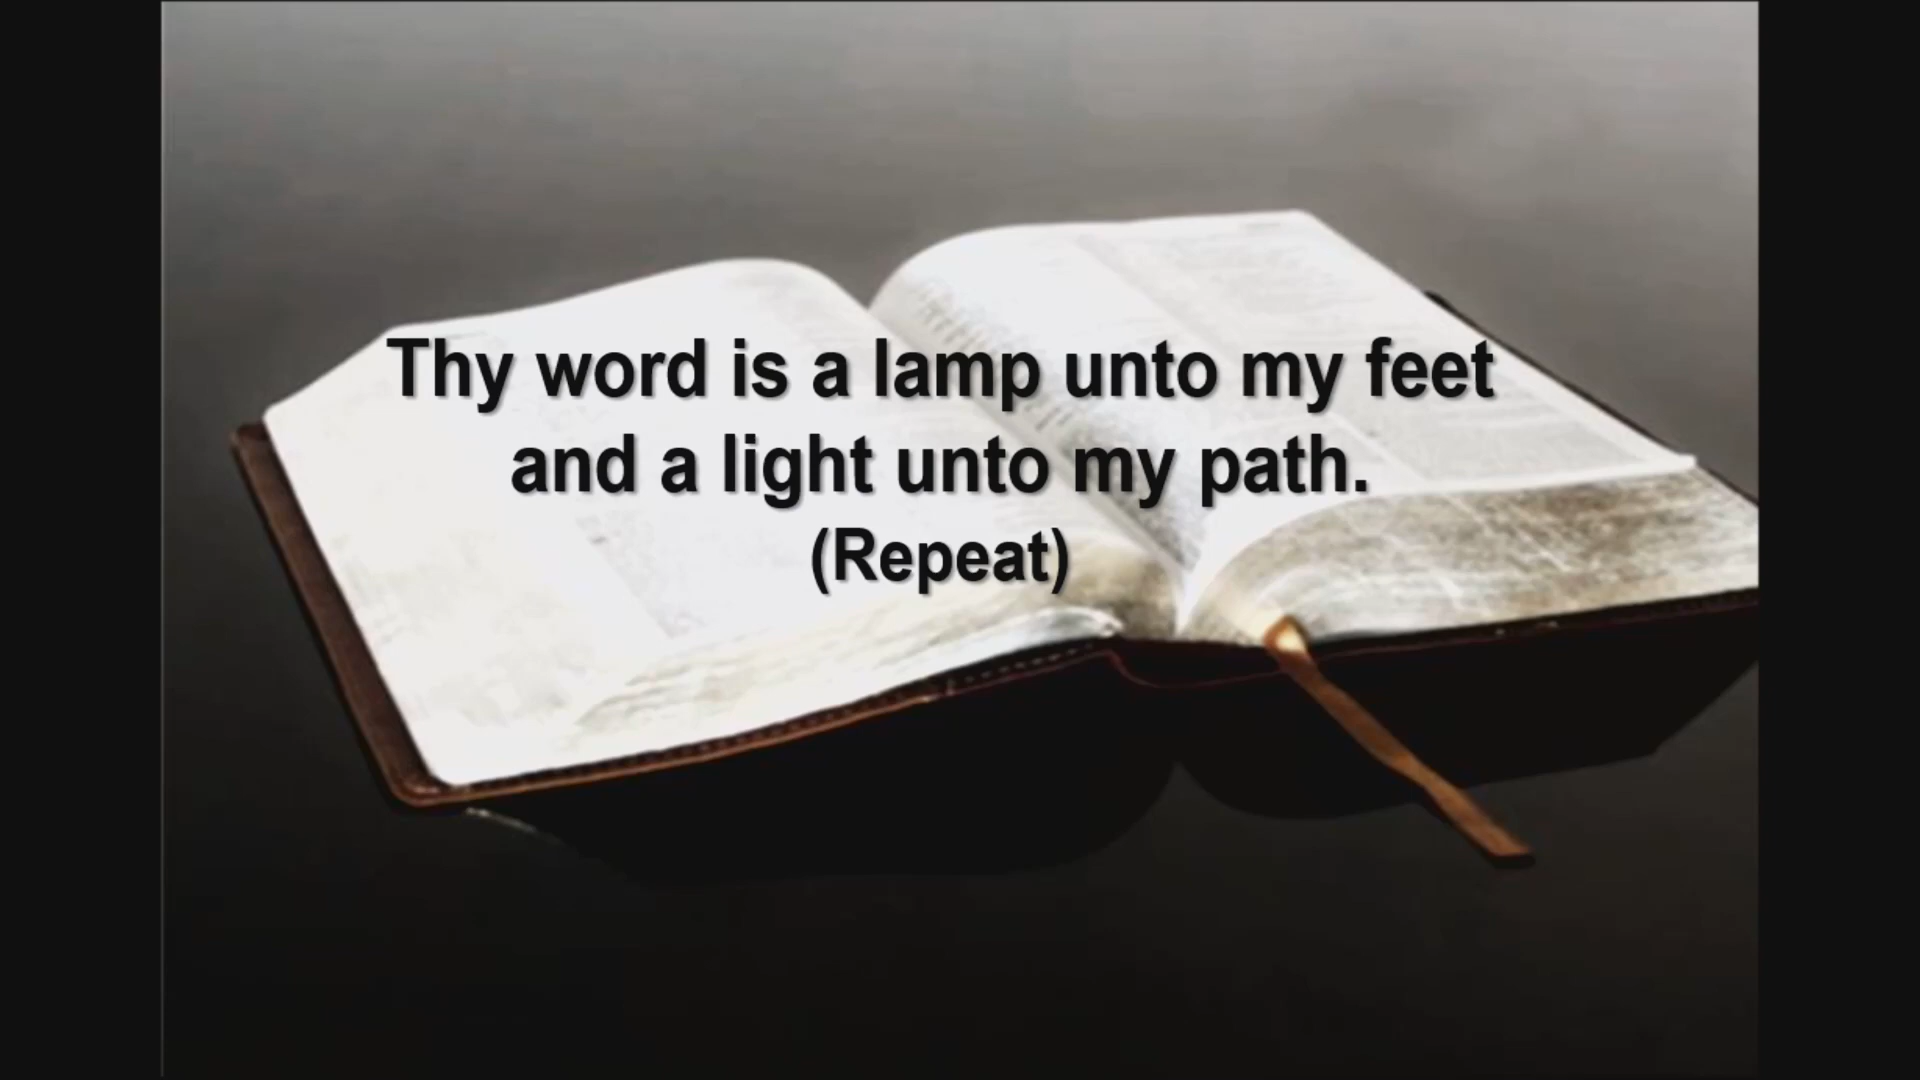 Thy word is a lamp unto my feet
and a light unto my path.
(Repeat)